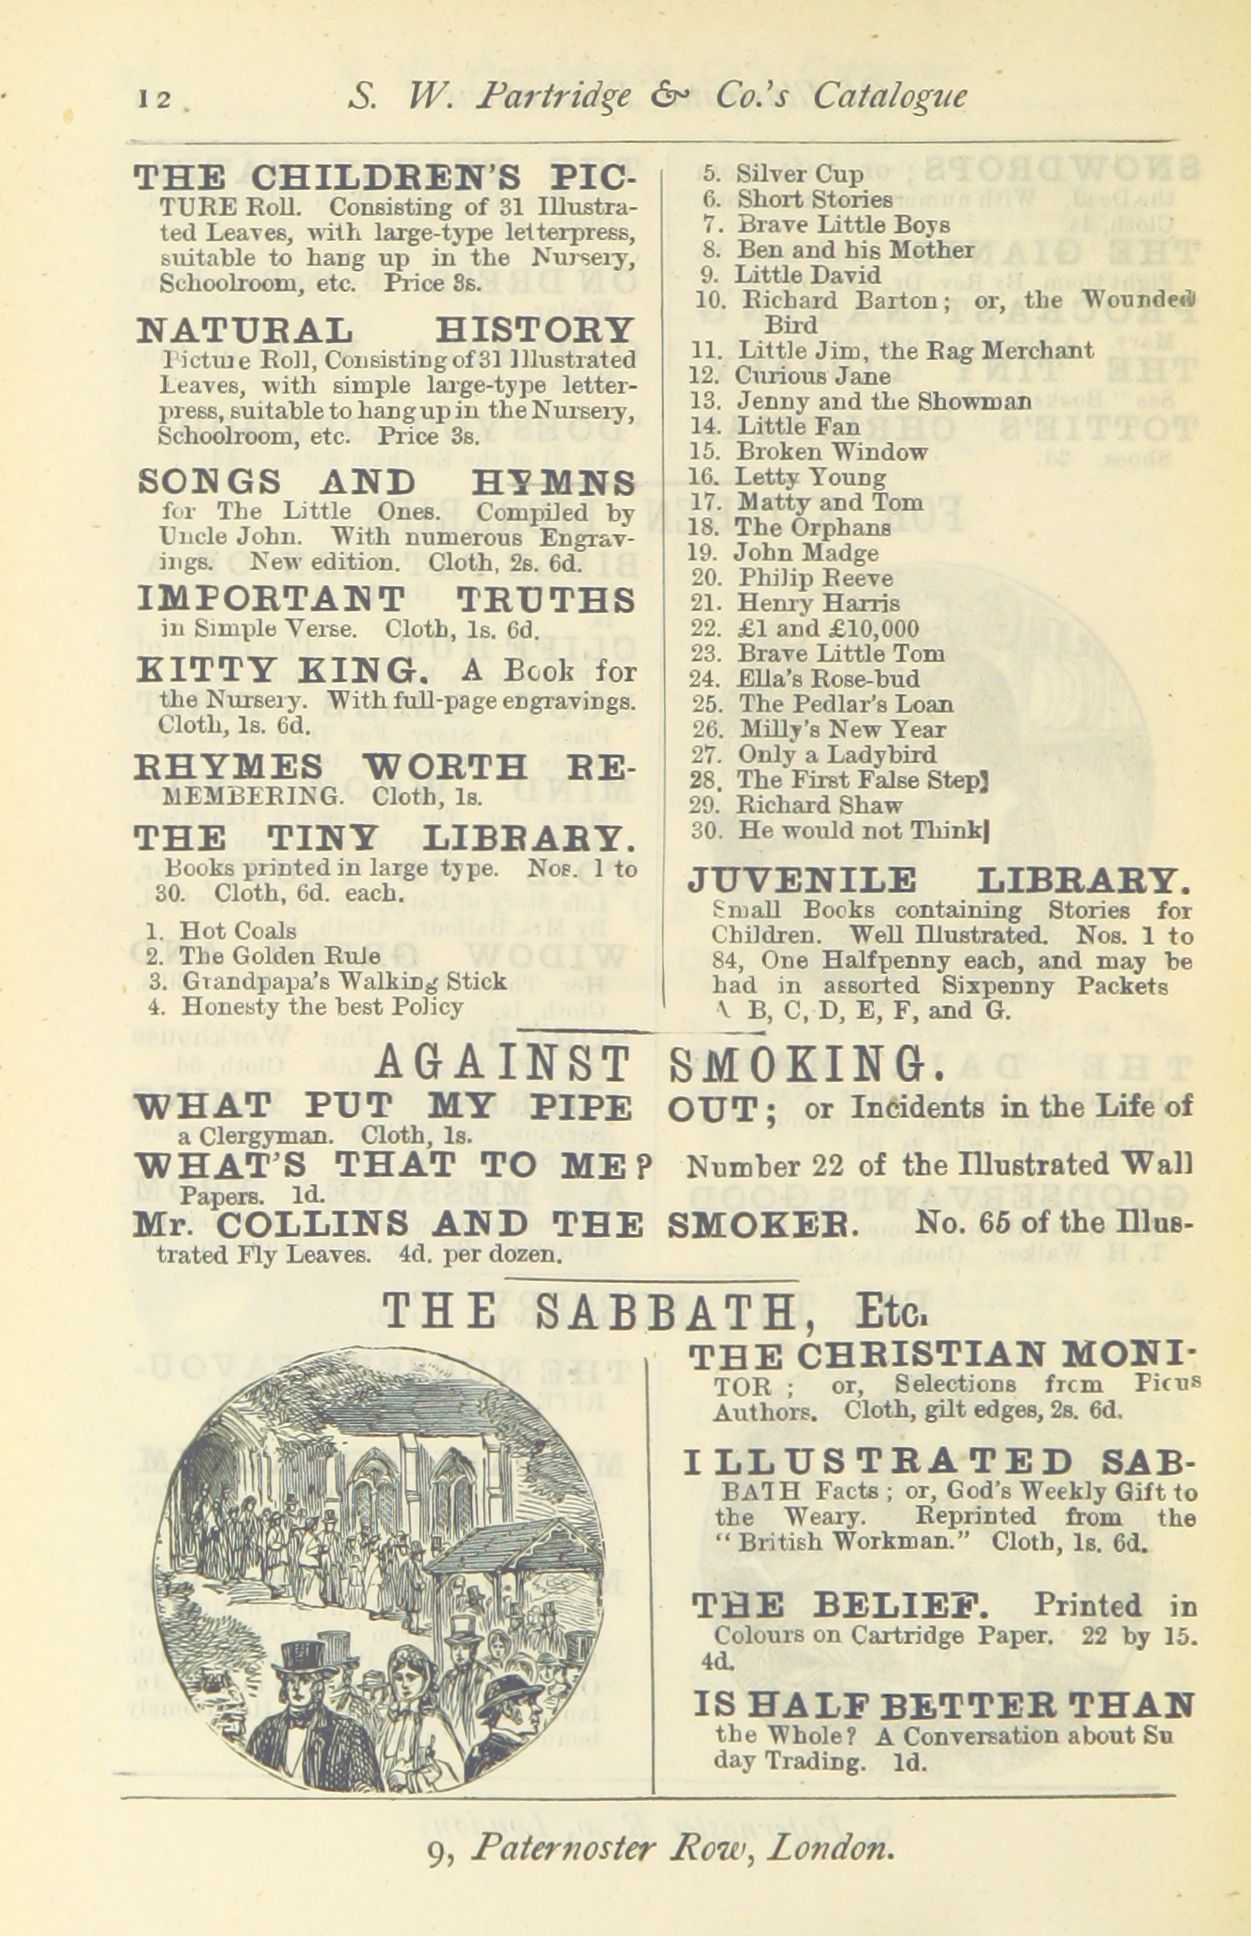 12 S. W. Partridge & Co.'s Catalogue
THE CHILDREN'S PIC-
TURE Roll. Consisting of 31 Illustra-
ted Leaves, with large-type letterpress,
suitable to hang up in the Nursery,
Schoolroom, etc. Price 3s.
NATURAL HISTORY
Picture Roll, Consisting of 31 Illustrated
Leaves, with simple large-type letter-
press, suitable to hang up in the Nursery,
Schoolroom, etc. Price 3s.
SONGS AND HYMNS
for The Little Ones. Compiled by
Uncle John. With numerous Engrav-
ings. New edition. Cloth, 2s. 6d.
IMPORTANT TRUTHS
in Simple Verse. Cloth, 1s. 6d.
KITTY KING. A Book for
the Nursery. With full-page engravings.
Cloth, 1s. 6d.
RHYMES WORTH RE-
MEMBERING. Cloth, 1s.
THE TINY LIBRARY.
Books printed in large type. Nos. 1 to
30. Cloth, 6d. each.
1. Hot Coals
2. The Golden Rule
3. Grandpapa's Walking Stick
4. Honesty the best Policy
5. Silver Cup
6. Short Stories
7. Brave Little Boys
8. Ben and his Mother
9. Little David
10. Richard Barton; or, the Wounded
Bird
11. Little Jim, the Rag Merchant
12. Curious Jane
13. Jenny and the Showman
14. Little Fan
15. Broken Window
16. Letty Young
17. Matty and Tom
18. The Orphans
19. John Madge
20. Philip Reeve
21. Henry Harris
22. £1 and £10,000
23. Brave Little Tom
24. Ella's Rose-bud
25. The Pedlar's Loan
26. Milly's New Year
27. Only a Ladybird
28. The First False Step
29. Richard Shaw
30. He would not Think
JUVENILE LIBRARY.
Small Books containing Stories for
Children. Well Illustrated. Nos. 1 to
84, One Halfpenny each, and may be
had in assorted Sixpenny Packets
A B, C, D, E, F, and G.
AGAINST SMOKING.
WHAT PUT MY PIPE OUT; or Incidents in the Life of
a Clergyman. Cloth, 1s.
WHAT'S THAT TO ME? Number 22 of the Illustrated Wall
Papers. 1d.
Mr. COLLINS AND THE SMOKER. No. 65 of the Illus-
trated Fly Leaves. 4d. per dozen.
THE SABBATH, Etc.
THE CHRISTIAN MONI-
TOR; or, Selections from Pious
Authors. Cloth, gilt edges, 2s. 6d.
ILLUSTRATED SAB-
BATH Facts; or, God's Weekly Gift to
the Weary. Reprinted from the
"British Workman." Cloth, 1s. 6d.
THE BELIEF. Printed in
Colours on Cartridge Paper. 22 by 15.
4d.
IS HALF BETTER THAN
the Whole? A Conversation about Su
day Trading. 1d.
9, Paternoster Row, London.